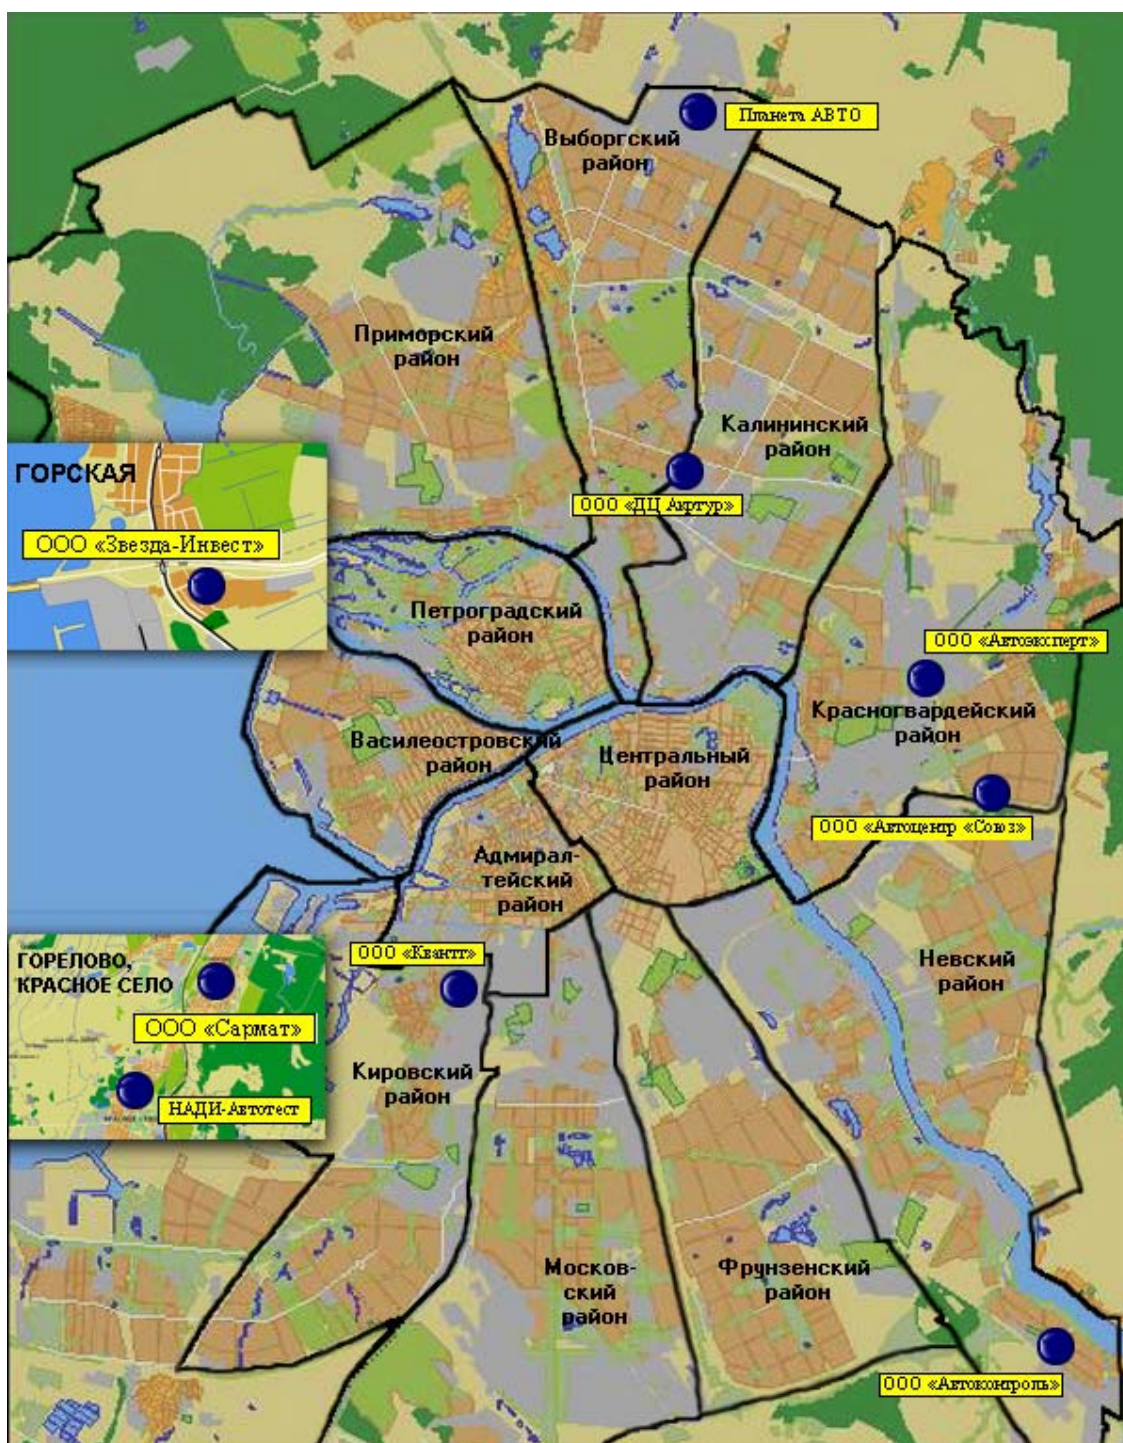 Планета АВТО
Выборгский
район
Приморский
район
Калининский
район
ГОРСКАЯ
ООО «ДЦ Акртур»
ООО «Звезда-Инвест»
Петроградский
район
ООО «Автоэксперт»
Красногвардейский
район
Василеостровский
район
Центральный
район
ООО «Автоцентр «Союз»
Адмирал-
тейский
район
ООО «Квантт»
ГОРЕЛОВО,
КРАСНОЕ СЕЛО
Невский
район
ООО «Сармат»
Кировский
район
НАДИ-Автотест
Москов-
ский
район
Фрунзенский
район
ООО «Автоконтроль»